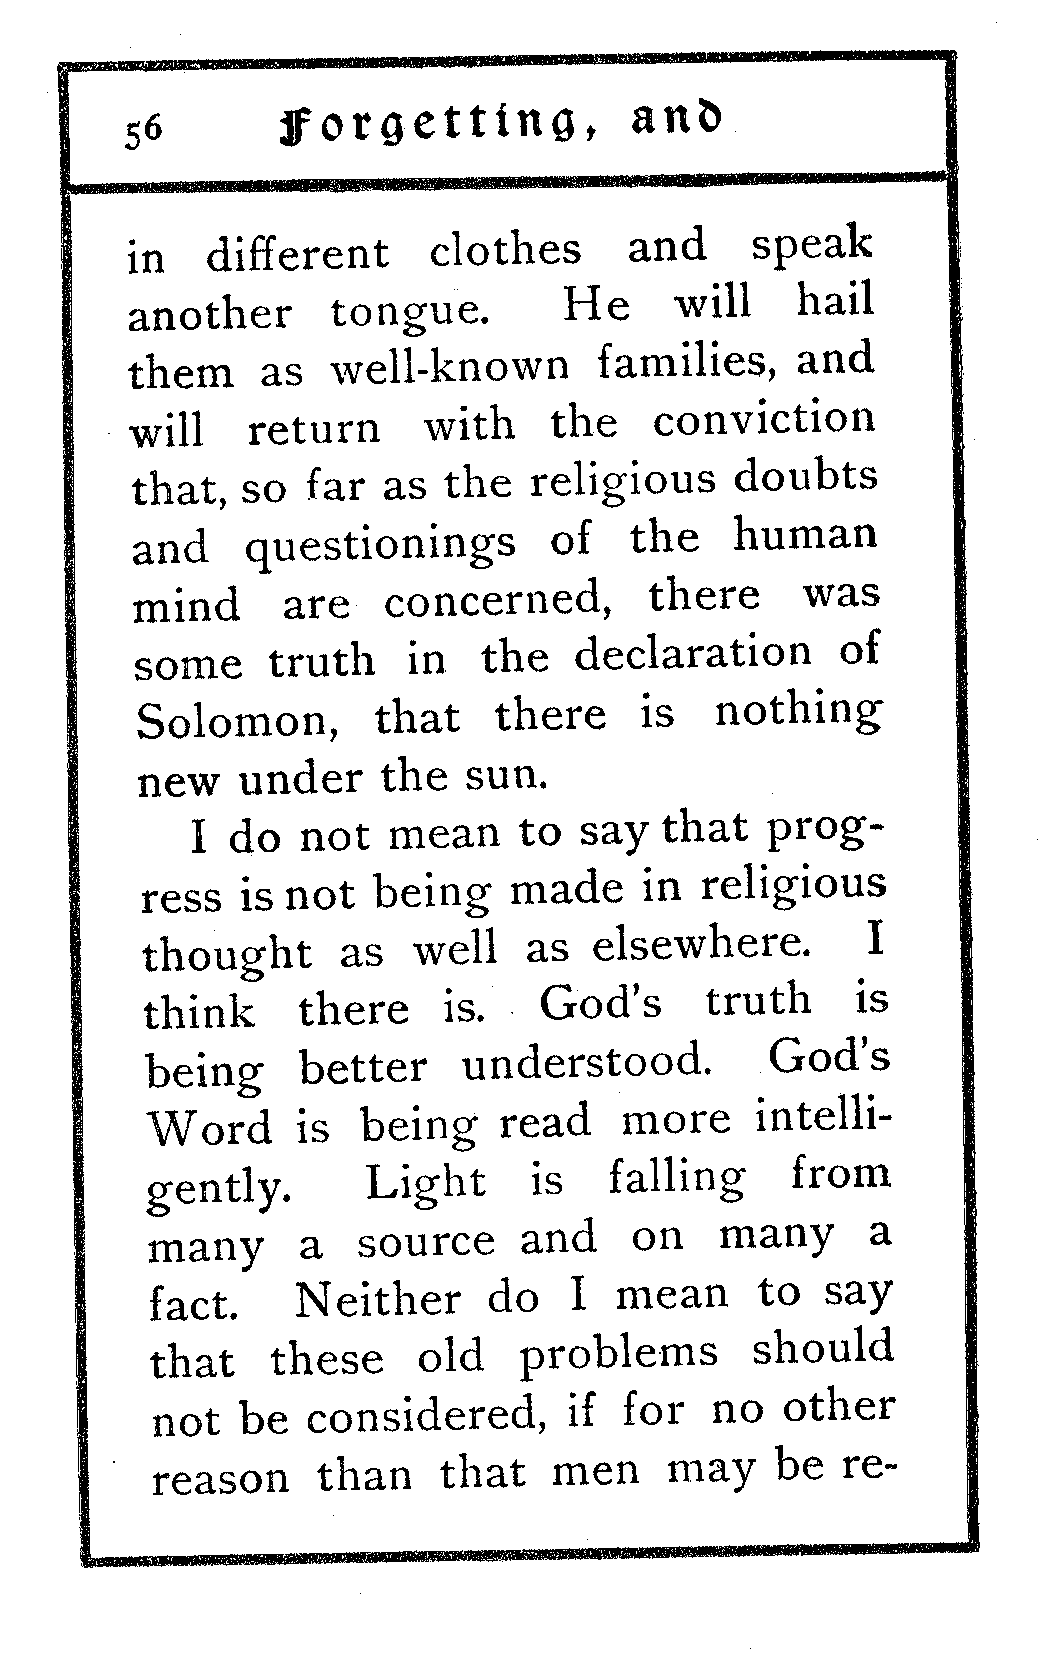 56 Forgetting, and
in different clothes and speak
another tongue. He will hail
them as well-known families, and
will return with the conviction
that, so far as the religious doubts
and questionings of the human
mind are concerned, there was
some truth in the declaration of
Solomon, that there is nothing
new under the sun.
I do not mean to say that prog-
ress is not being made in religious
thought as well as elsewhere. I
think there is. God's truth is
being better understood. God's
Word is being read more intelli-
gently. Light is falling from
many a source and on many a
fact. Neither do I mean to say
that these old problems should
not be considered, if for no other
reason than that men may be re-